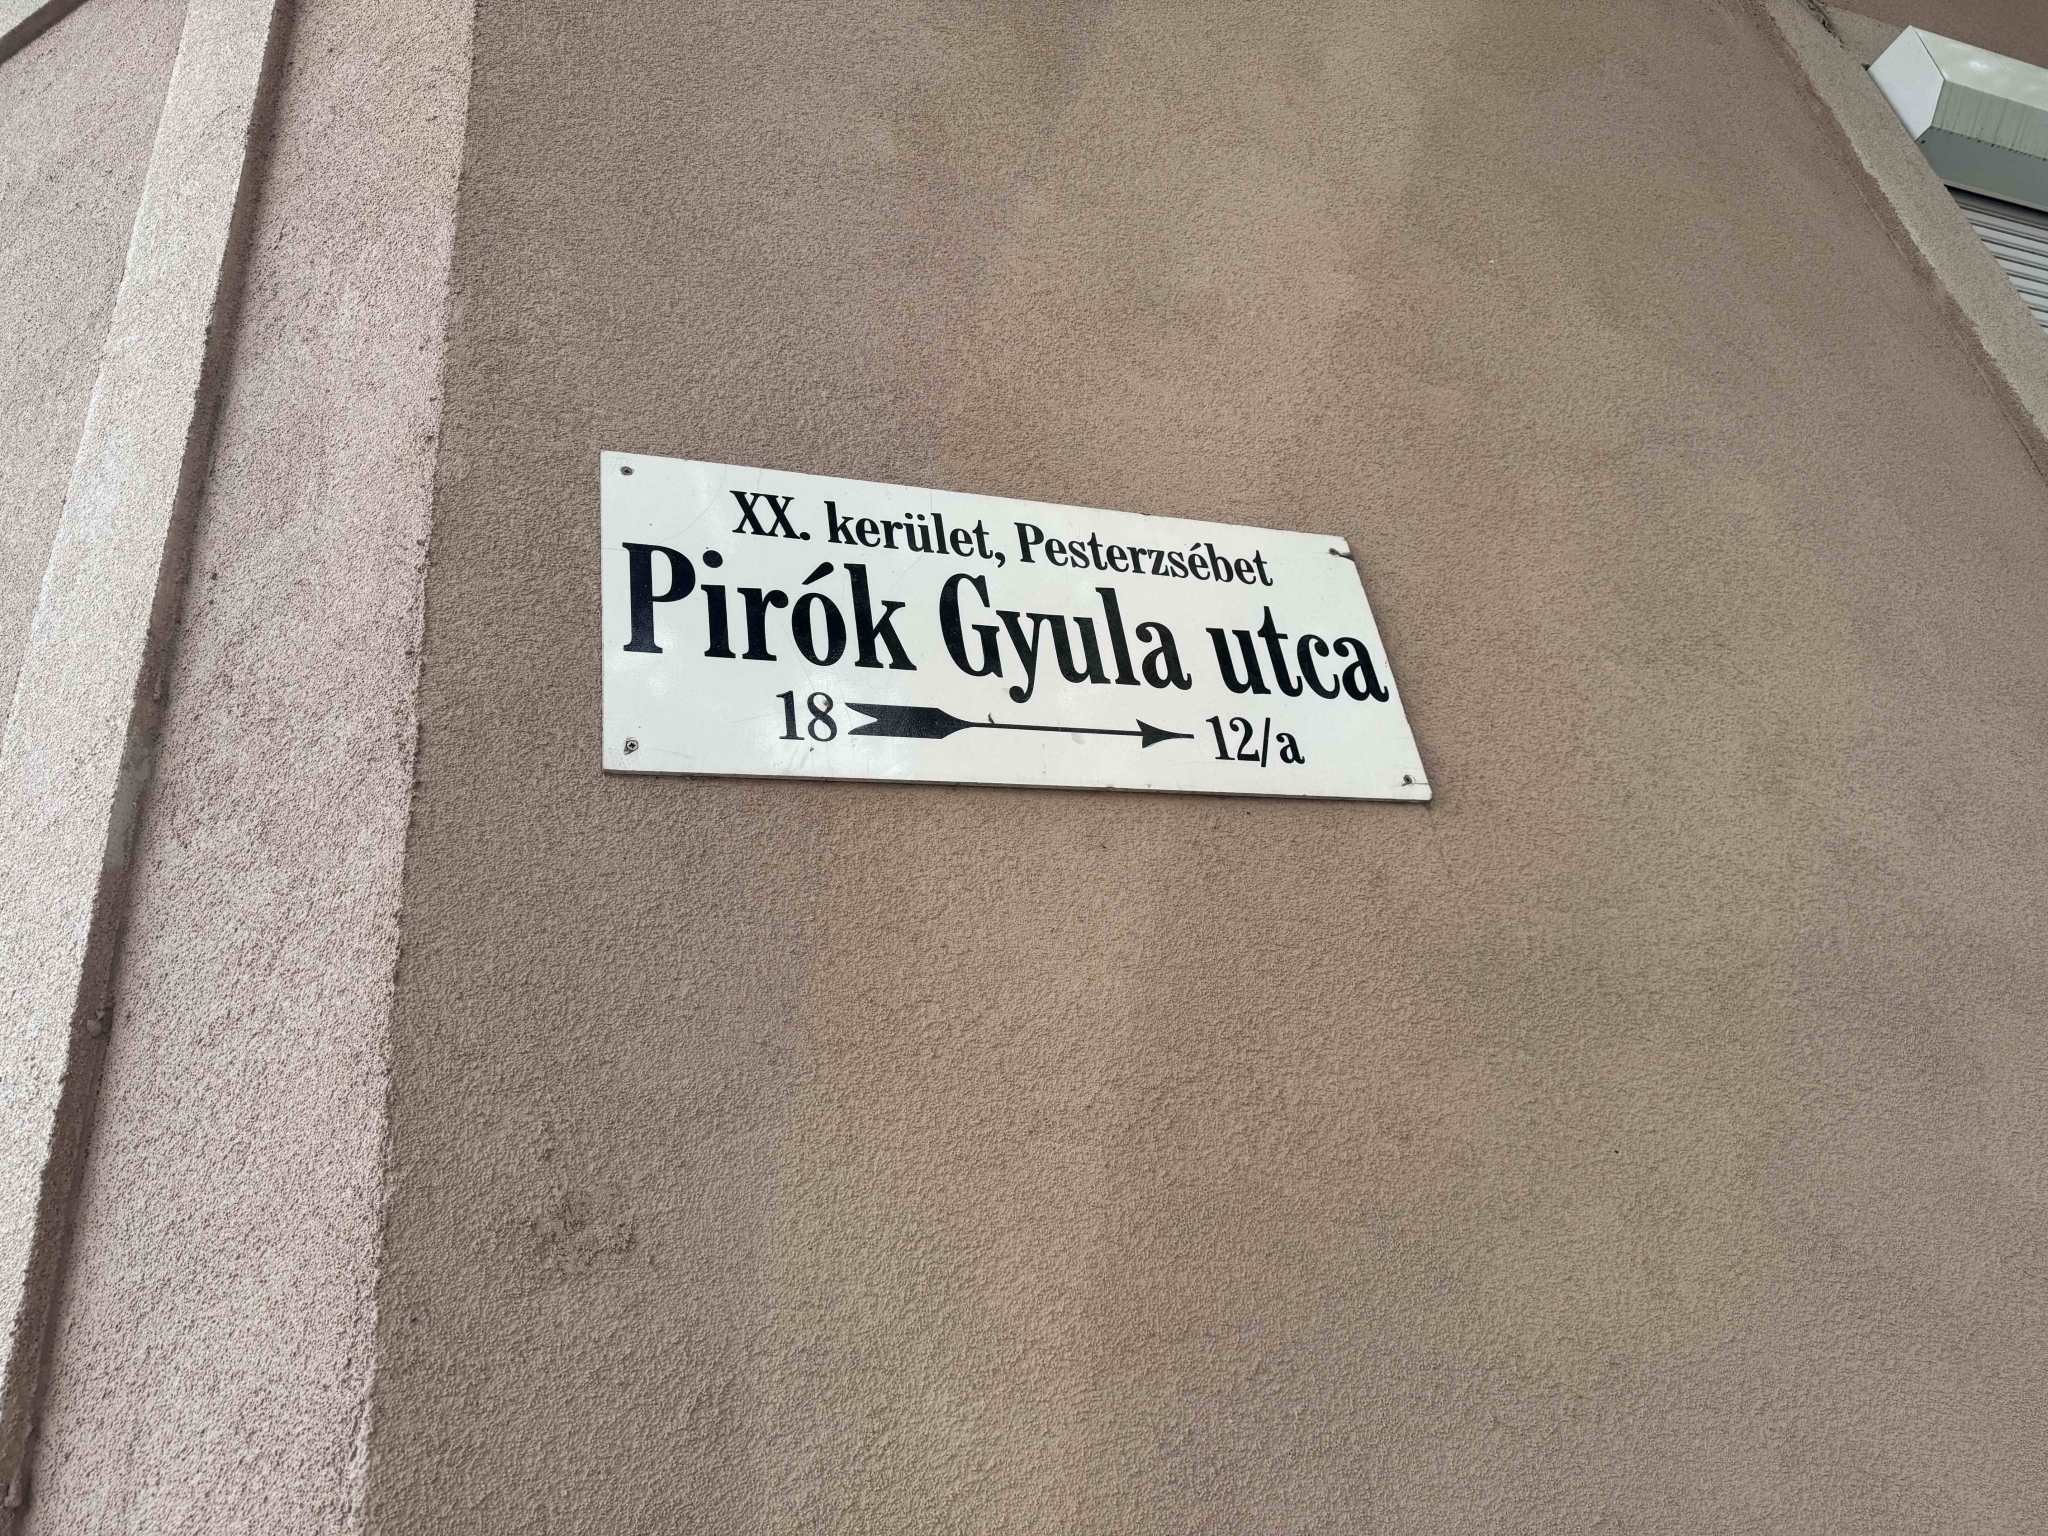 XX. kerület, Pesterzsébet
Pirók Gyula utca
18 12/a